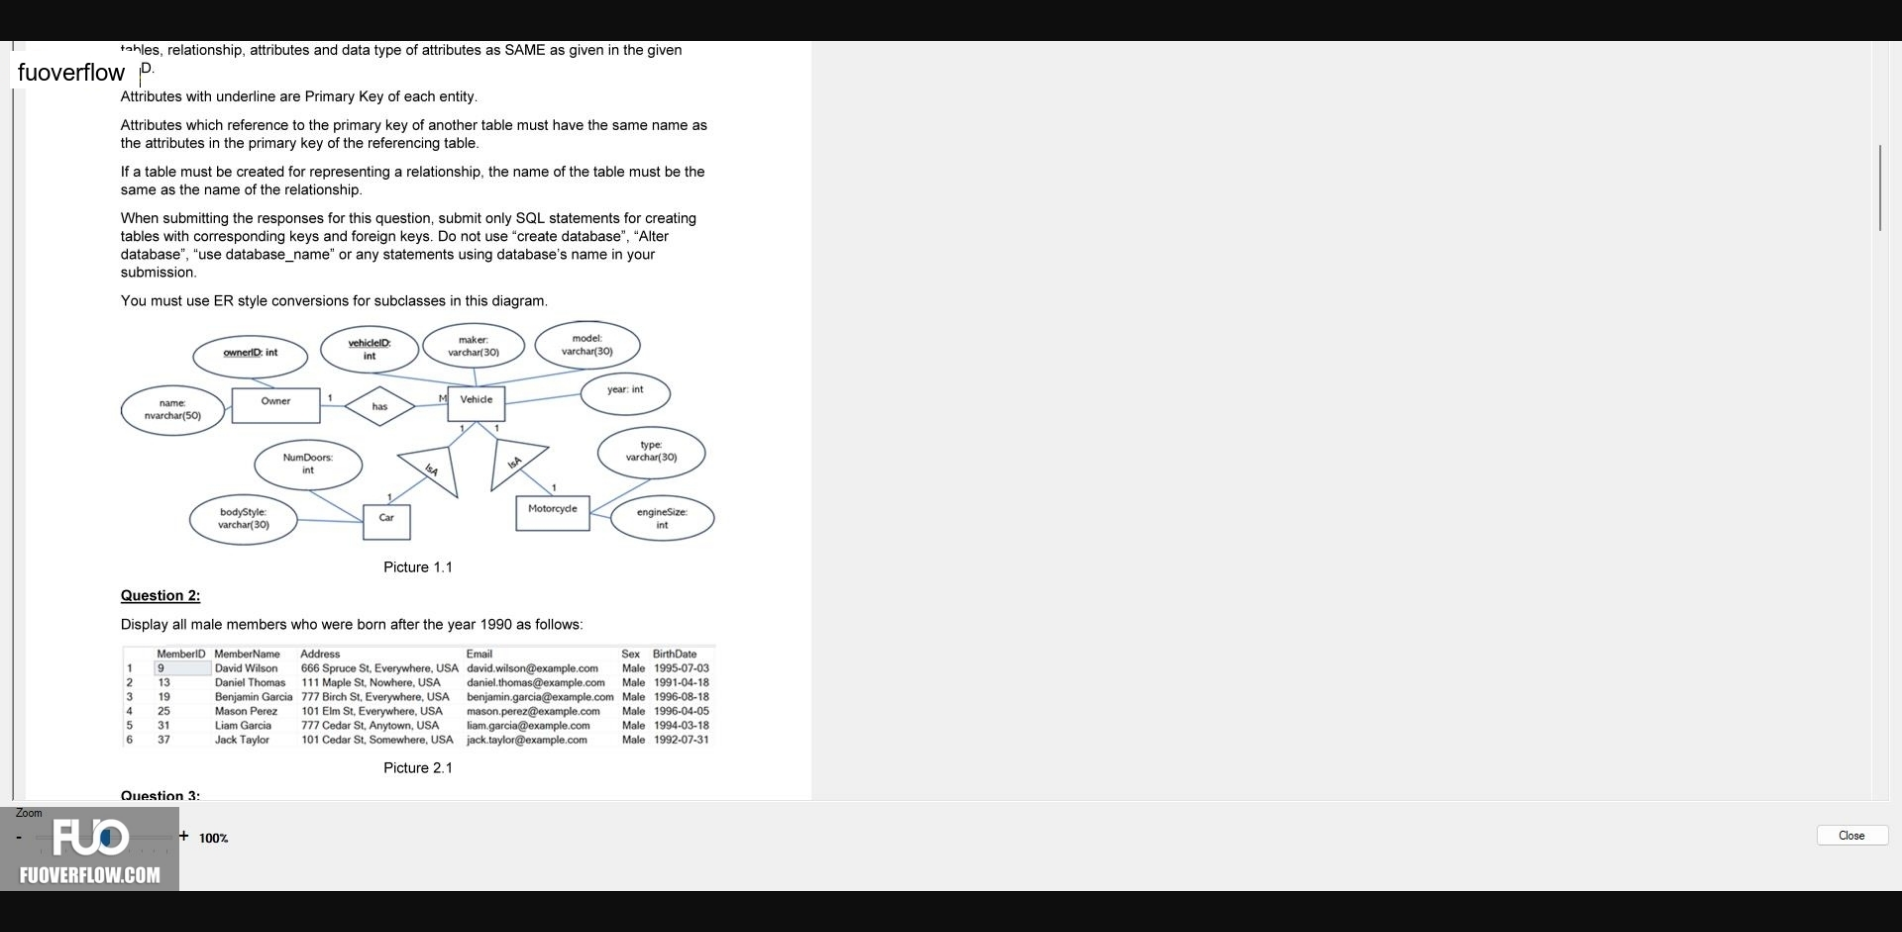 tables, relationship, attributes and data type of attributes as SAME as given in the given
fuoverflow D.
Attributes with underline are Primary Key of each entity.
Attributes which reference to the primary key of another table must have the same name as
the attributes in the primary key of the referencing table.
If a table must be created for representing a relationship, the name of the table must be the
same as the name of the relationship.
When submitting the responses for this question, submit only SQL statements for creating
tables with corresponding keys and foreign keys. Do not use “create database”, “Alter
database”, “use database_name” or any statements using database’s name in your
submission.
You must use ER style conversions for subclasses in this diagram.
ownerID: int
vehicleID:
int
maker:
varchar(30)
model:
varchar(30)
name:
nvarchar(50)
Owner
1
has
M
Vehicle
year: int
1
1
NumDoors:
int
IsA
IsA
type:
varchar(30)
1
1
bodyStyle:
varchar(30)
Car
Motorcycle
engineSize:
int
Picture 1.1
Question 2:
Display all male members who were born after the year 1990 as follows:
MemberID MemberName Address Email Sex BirthDate
1 9 David Wilson 666 Spruce St, Everywhere, USA david.wilson@example.com Male 1995-07-03
2 13 Daniel Thomas 111 Maple St, Nowhere, USA daniel.thomas@example.com Male 1991-04-18
3 19 Benjamin Garcia 777 Birch St, Everywhere, USA benjamin.garcia@example.com Male 1996-08-18
4 25 Mason Perez 101 Elm St, Everywhere, USA mason.perez@example.com Male 1996-04-05
5 31 Liam Garcia 777 Cedar St, Anytown, USA liam.garcia@example.com Male 1994-03-18
6 37 Jack Taylor 101 Cedar St, Somewhere, USA jack.taylor@example.com Male 1992-07-31
Picture 2.1
Question 3:
Zoom
- + 100%
Close
FUO
FUOVERFLOW.COM